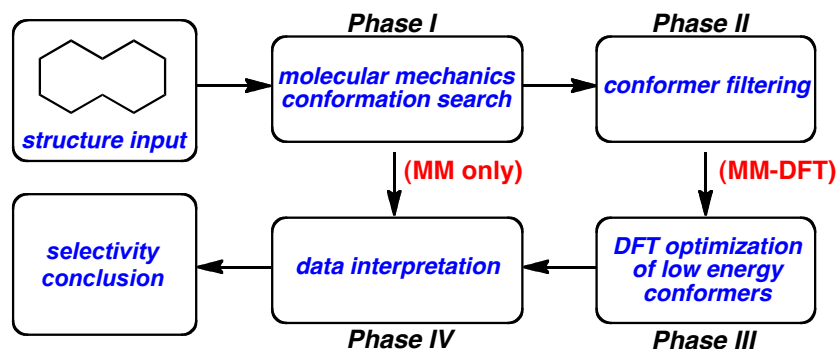 Phase I
Phase II
structure input
molecular mechanics
conformation search
conformer filtering
(MM only)
(MM-DFT)
selectivity
conclusion
data interpretation
DFT optimization
of low energy
conformers
Phase IV
Phase III